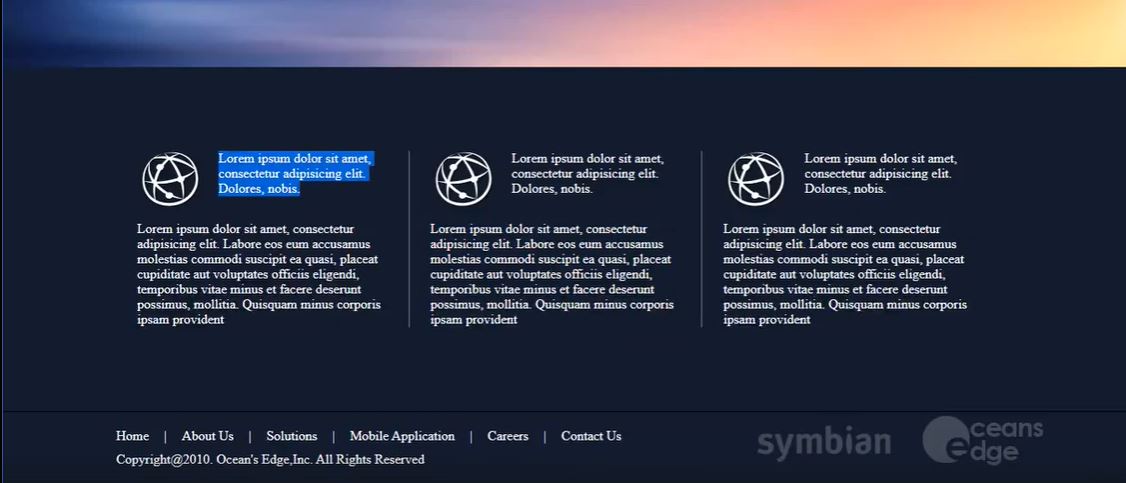 Lorem ipsum dolor sit amet,
consectetur adipisicing elit.
Dolores, nobis.
Lorem ipsum dolor sit amet, consectetur
adipisicing elit. Labore eos eum accusamus
molestias commodi suscipit ea quasi, placeat
cupiditate aut voluptates officiis eligendi,
temporibus vitae minus et facere deserunt
possimus, mollitia. Quisquam minus corporis
ipsam provident
Lorem ipsum dolor sit amet,
consectetur adipisicing elit.
Dolores, nobis.
Lorem ipsum dolor sit amet, consectetur
adipisicing elit. Labore eos eum accusamus
molestias commodi suscipit ea quasi, placeat
cupiditate aut voluptates officiis eligendi,
temporibus vitae minus et facere deserunt
possimus, mollitia. Quisquam minus corporis
ipsam provident
Lorem ipsum dolor sit amet,
consectetur adipisicing elit.
Dolores, nobis.
Lorem ipsum dolor sit amet, consectetur
adipisicing elit. Labore eos eum accusamus
molestias commodi suscipit ea quasi, placeat
cupiditate aut voluptates officiis eligendi,
temporibus vitae minus et facere deserunt
possimus, mollitia. Quisquam minus corporis
ipsam provident
Home | About Us | Solutions | Mobile Application | Careers | Contact Us
Copyright@2010. Ocean's Edge,Inc. All Rights Reserved
symbian
Oceans
edge